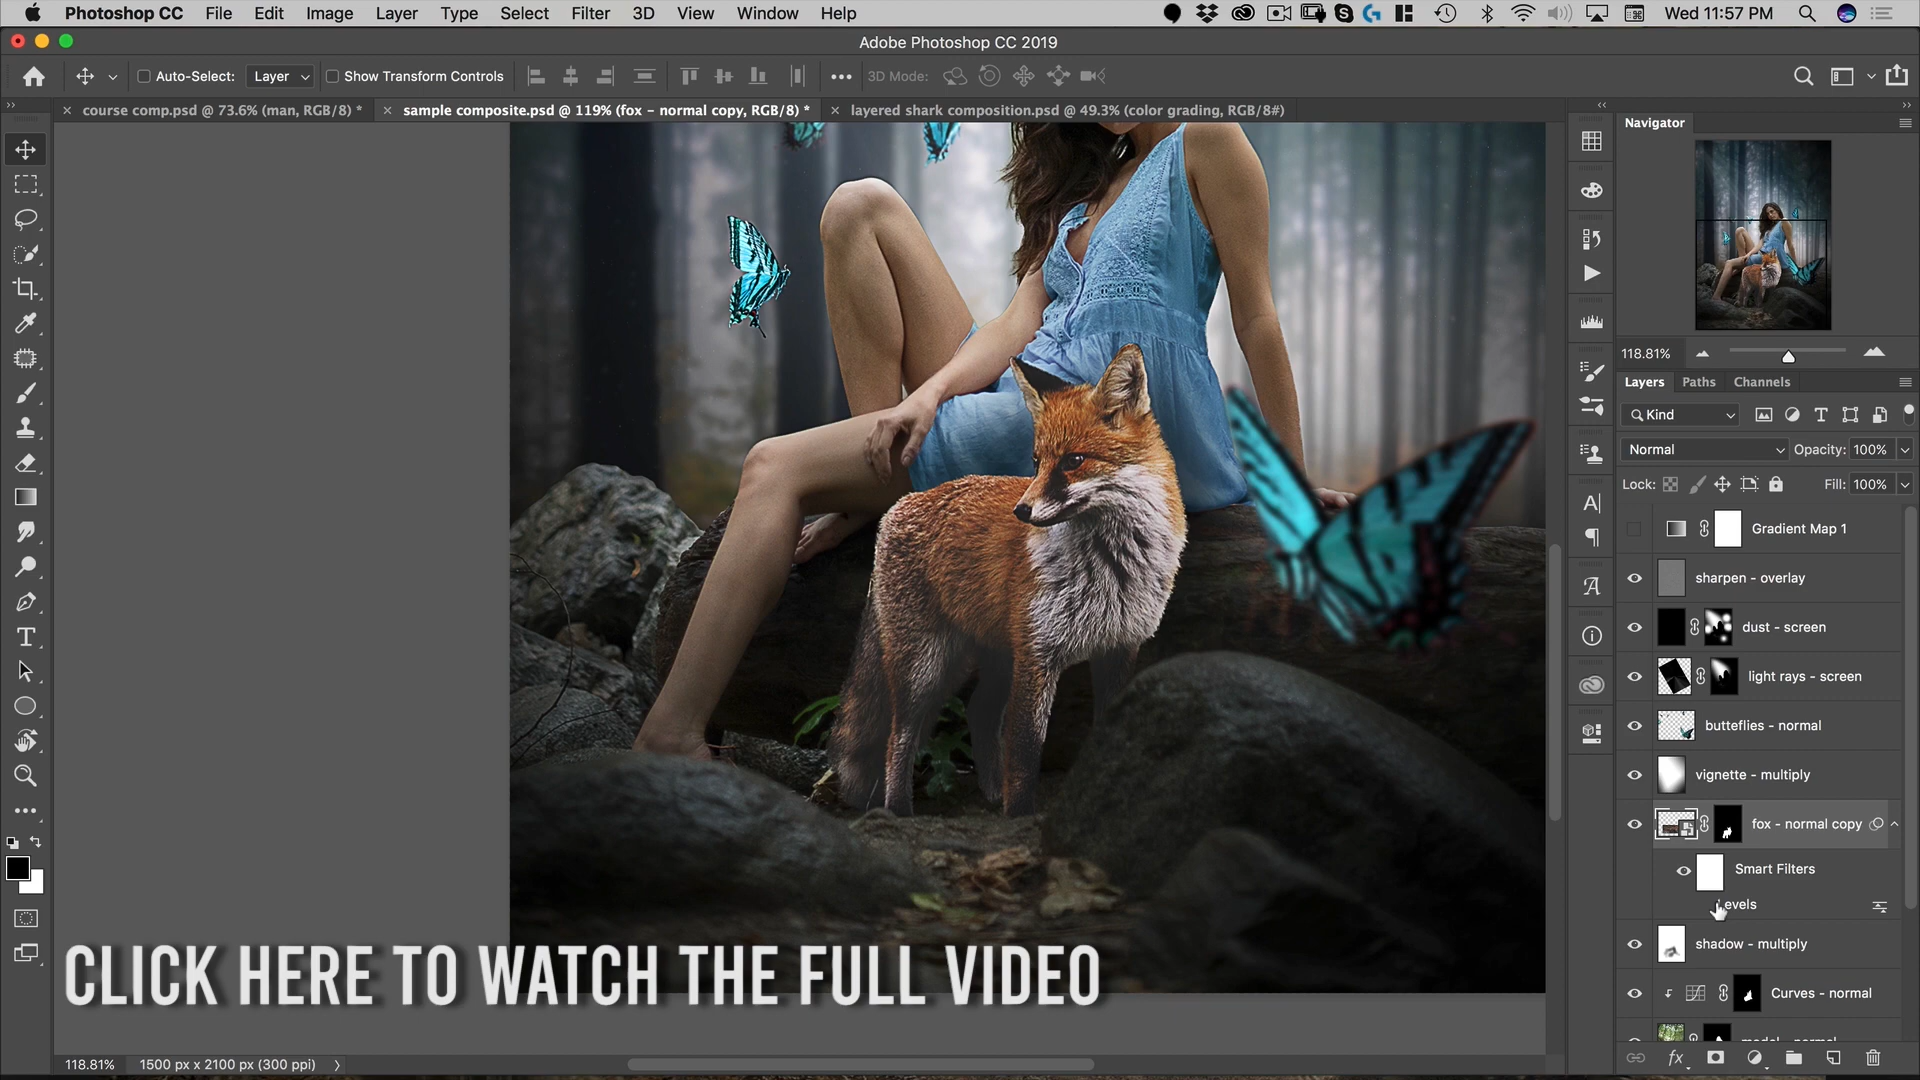 Photoshop CC File Edit Image Layer Type Select Filter 3D View Window Help Wed 11:57 PM
Adobe Photoshop CC 2019
Auto-Select: Layer Show Transform Controls 3D Mode:
course comp.psd @ 73.6% (man, RGB/8) * sample composite.psd @ 119% (fox - normal copy, RGB/8) * layered shark composition.psd @ 49.3% (color grading, RGB/8#)
Navigator
118.81%
Layers Paths Channels
Kind
Normal Opacity: 100%
Lock: Fill: 100%
Gradient Map 1
sharpen - overlay
dust - screen
light rays - screen
butteflies - normal
vignette - multiply
fox - normal copy
Smart Filters
evels
shadow - multiply
Curves - normal
CLICK HERE TO WATCH THE FULL VIDEO
118.81% 1500 px x 2100 px (300 ppi)